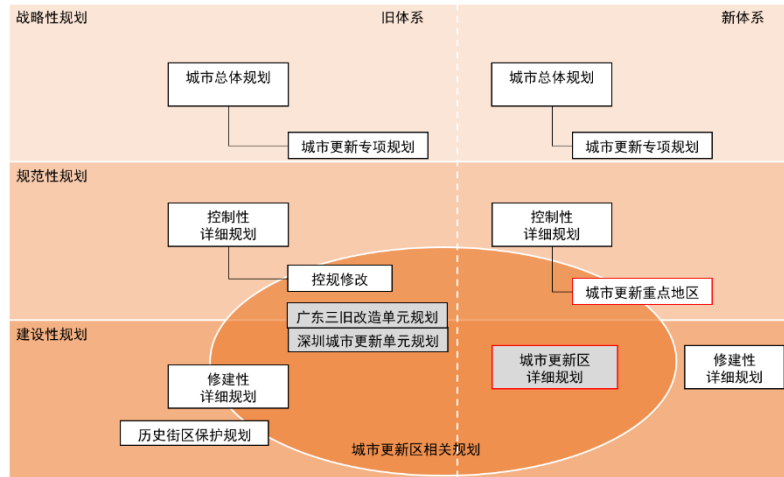 战略性规划
旧体系
新体系
城市总体规划
城市总体规划
城市更新专项规划
城市更新专项规划
规范性规划
控制性
详细规划
控制性
详细规划
控规修改
城市更新重点地区
广东三旧改造单元规划
建设性规划
深圳城市更新单元规划
城市更新区
详细规划
修建性
详细规划
修建性
详细规划
历史街区保护规划
城市更新区相关规划